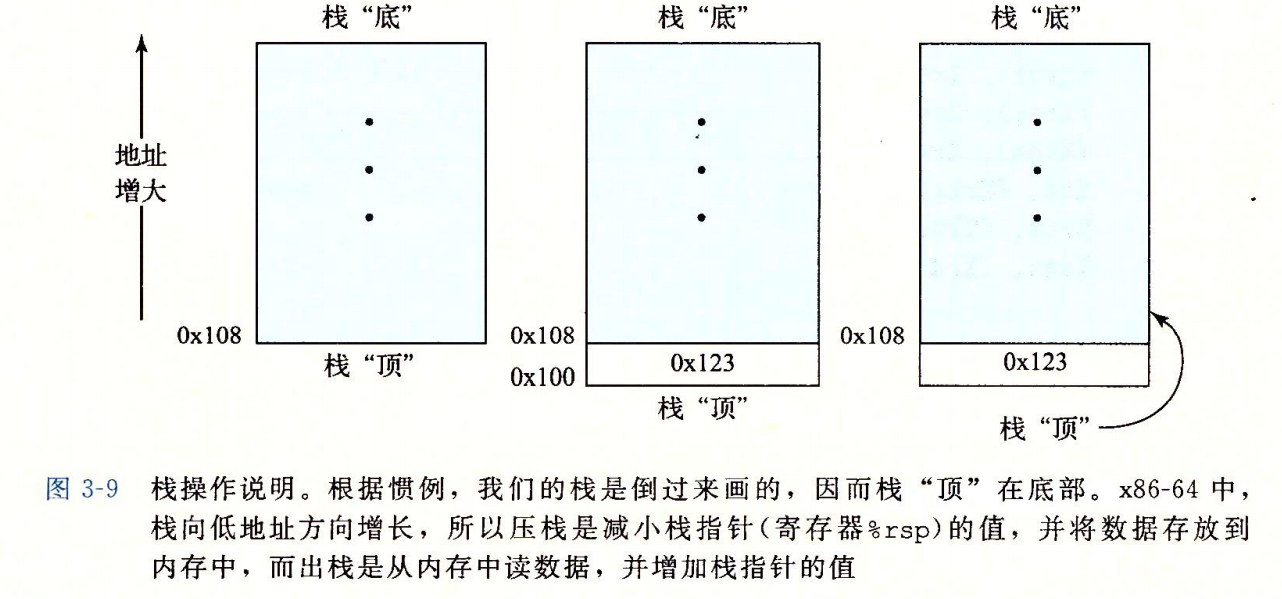 栈“底”
栈“底”
栈“底”
地址
增大
0x108
栈“顶”
0x108
0x100
0x123
栈“顶”
0x108
0x123
栈“顶”
图 3-9 栈操作说明。根据惯例，我们的栈是倒过来画的，因而栈“顶”在底部。x86-64 中，
栈向低地址方向增长，所以压栈是减小栈指针(寄存器%rsp)的值，并将数据存放到
内存中，而出栈是从内存中读数据，并增加栈指针的值